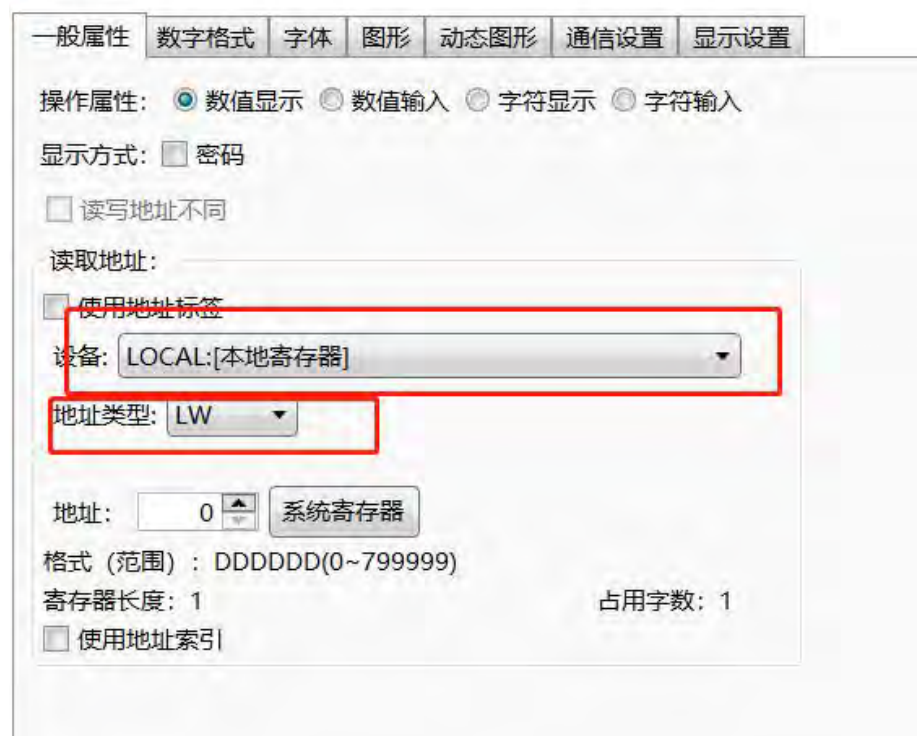 一般属性 数字格式 字体 图形 动态图形 通信设置 显示设置
操作属性: 数值显示 数值输入 字符显示 字符输入
显示方式: 密码
读写地址不同
读取地址:
使用地址标签
设备: LOCAL:[本地寄存器]
地址类型: LW
地址: 0 系统寄存器
格式 (范围) : DDDDDD(0~799999)
寄存器长度: 1 占用字数: 1
使用地址索引